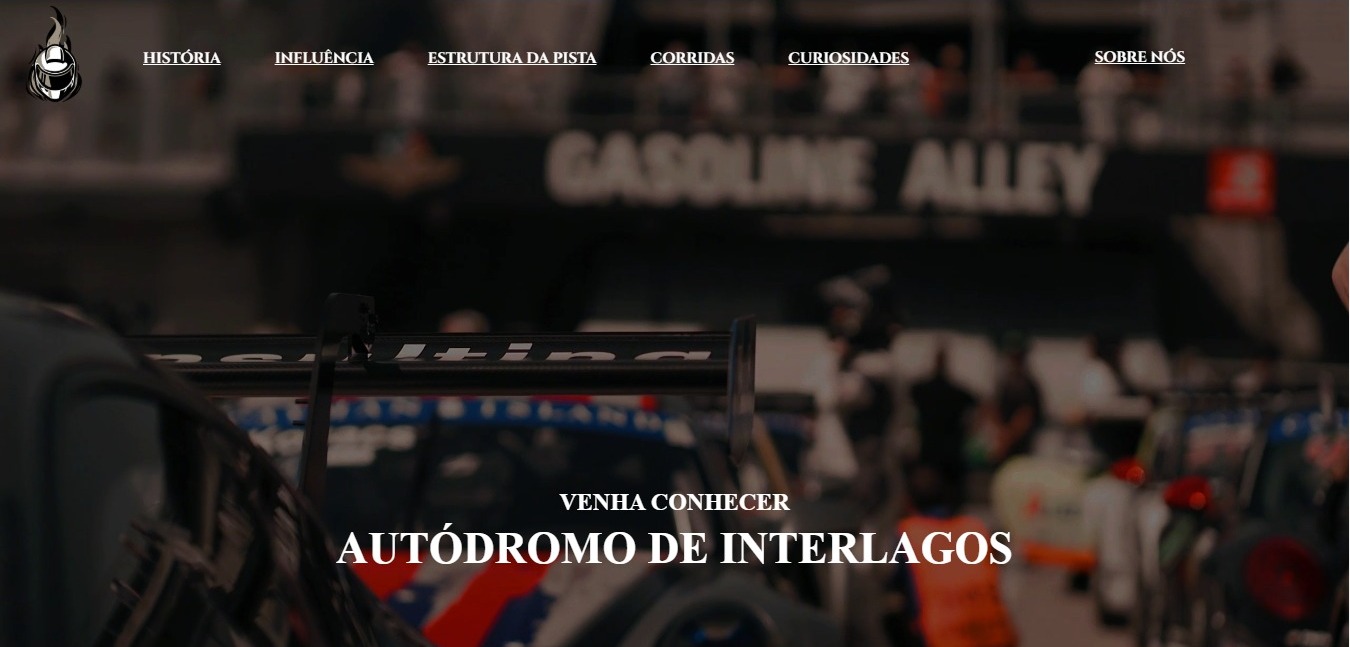 HISTÓRIA INFLUÊNCIA ESTRUTURA DA PISTA CORRIDAS CURIOSIDADES SOBRE NÓS
GASOLINE ALLEY
VENHA CONHECER
AUTÓDROMO DE INTERLAGOS